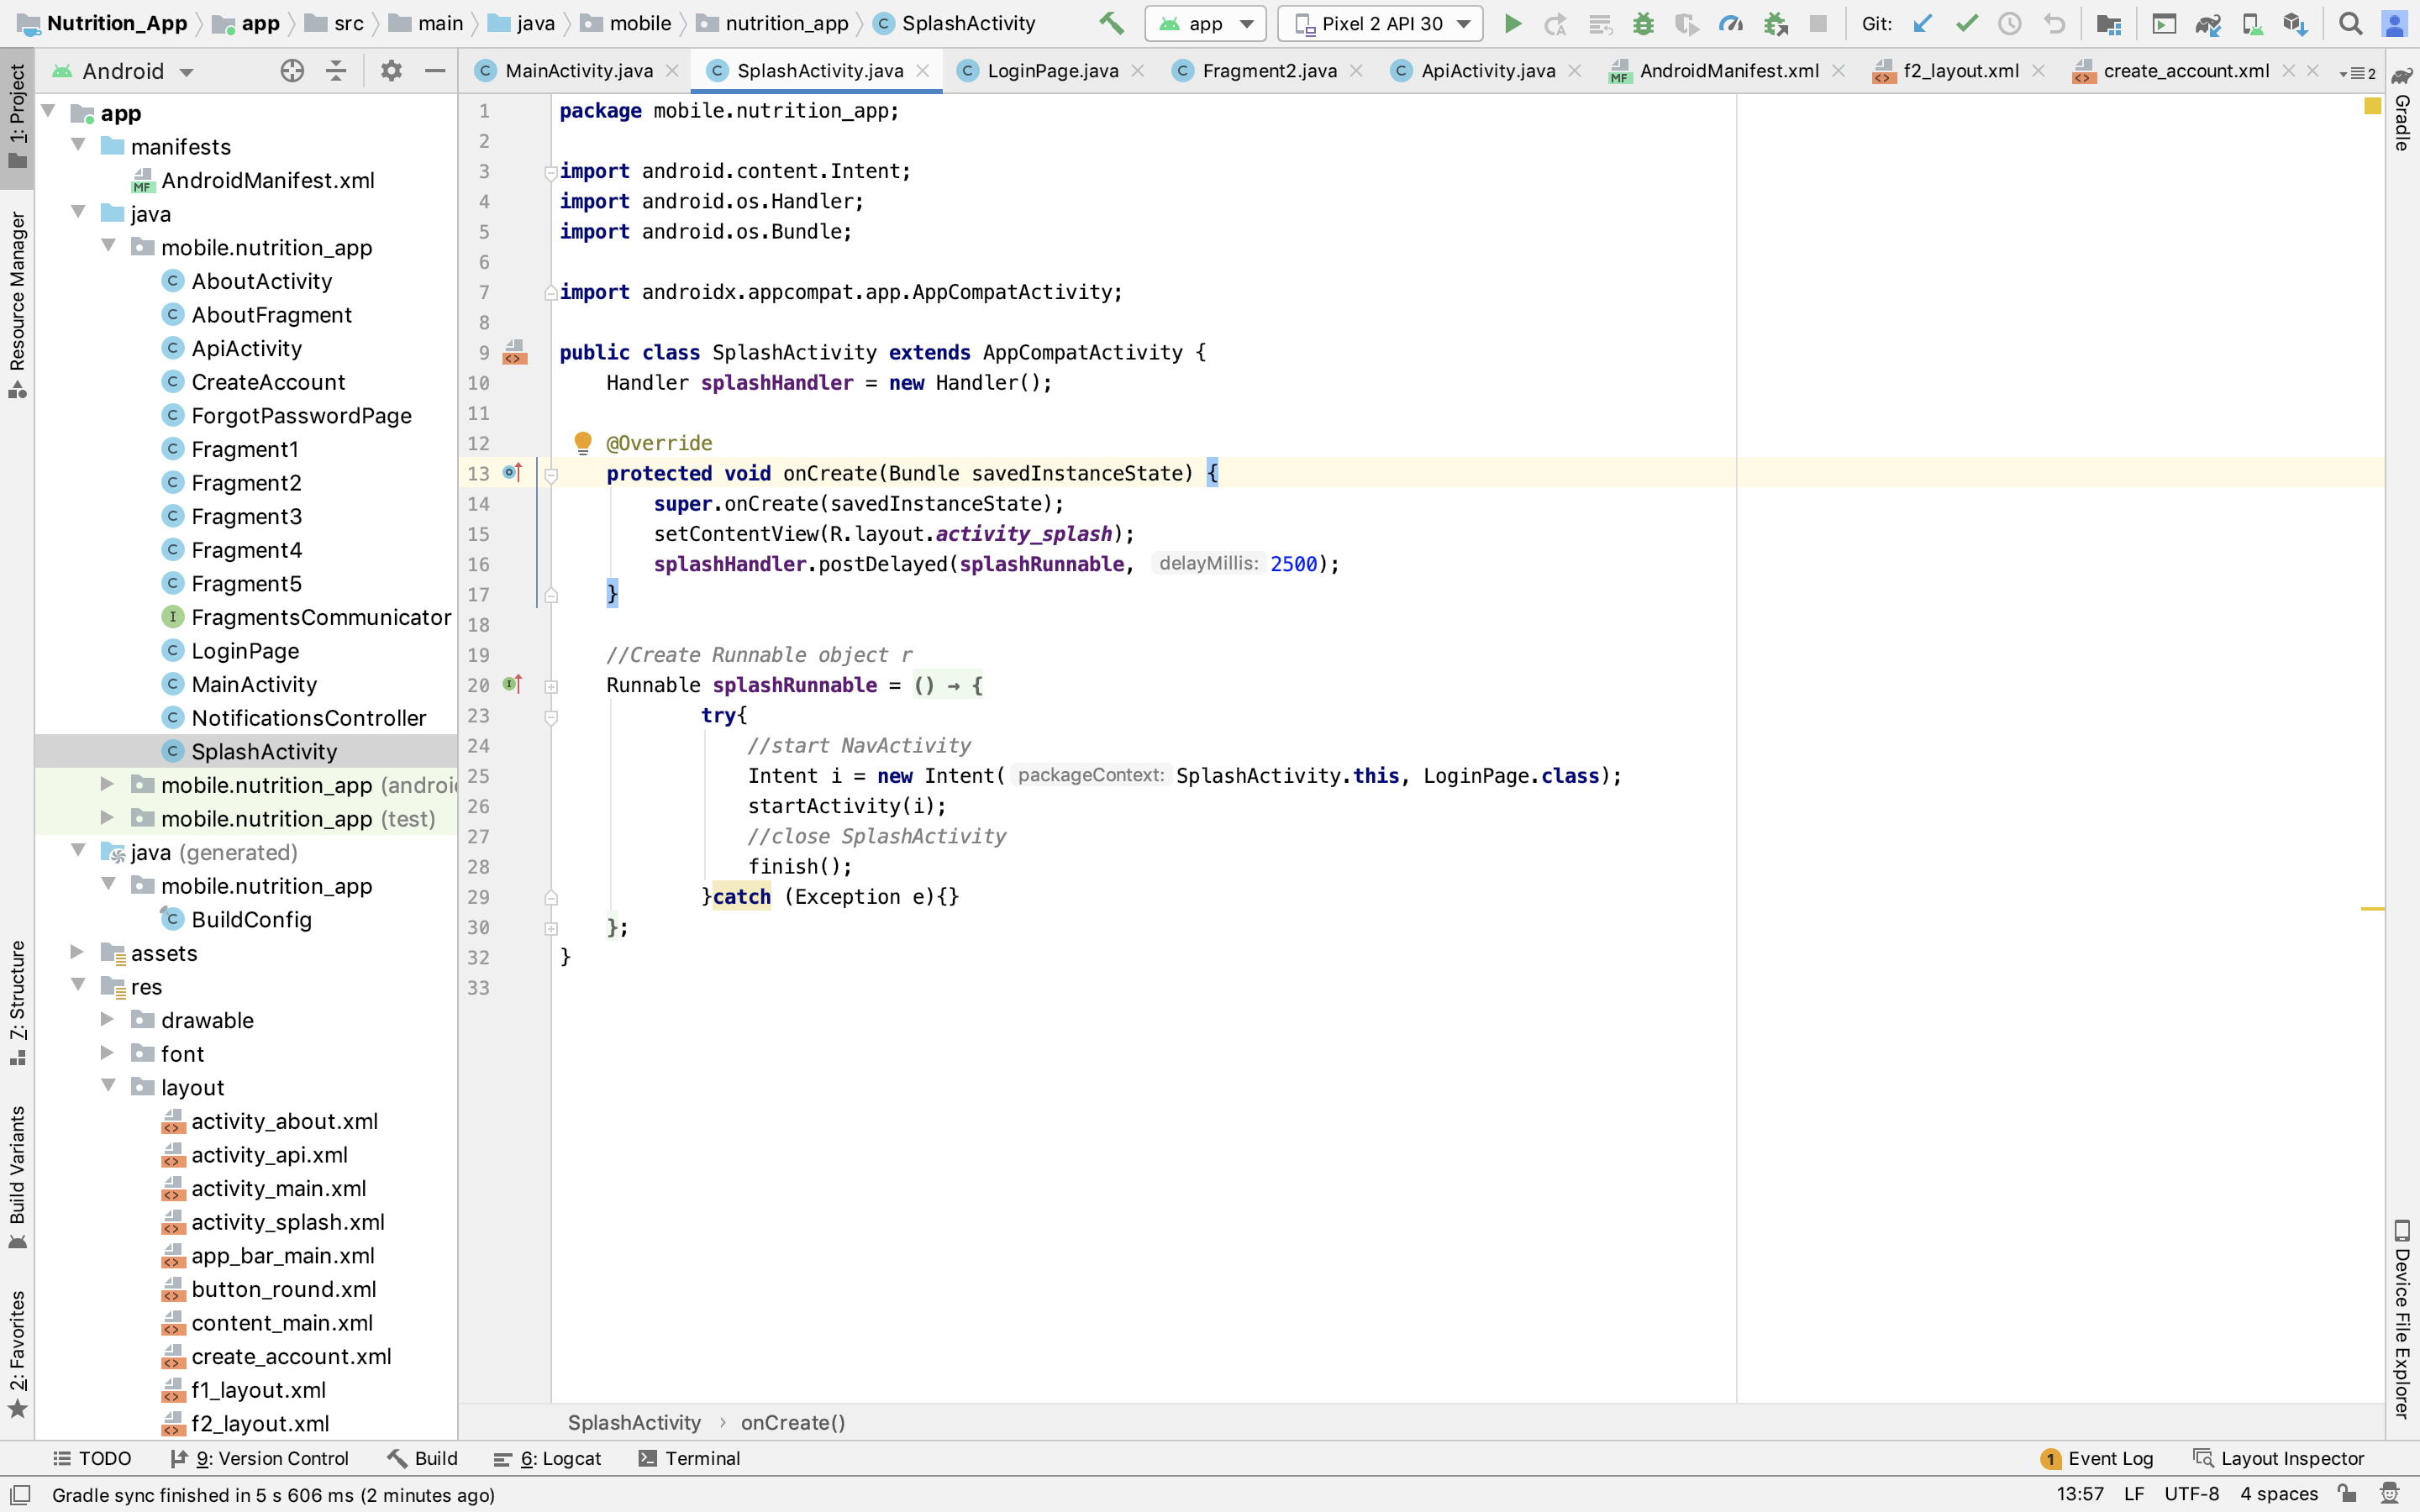 Nutrition_App app src main java mobile nutrition_app SplashActivity app Pixel 2 API 30 Git:
Android
MainActivity.java SplashActivity.java LoginPage.java Fragment2.java ApiActivity.java AndroidManifest.xml f2_layout.xml create_account.xml 2
1: Project
Resource Manager
7: Structure
Build Variants
2: Favorites
app
manifests
AndroidManifest.xml
java
mobile.nutrition_app
AboutActivity
AboutFragment
ApiActivity
CreateAccount
ForgotPasswordPage
Fragment1
Fragment2
Fragment3
Fragment4
Fragment5
FragmentsCommunicator
LoginPage
MainActivity
NotificationsController
SplashActivity
mobile.nutrition_app (androi
mobile.nutrition_app (test)
java (generated)
mobile.nutrition_app
BuildConfig
assets
res
drawable
font
layout
activity_about.xml
activity_api.xml
activity_main.xml
activity_splash.xml
app_bar_main.xml
button_round.xml
content_main.xml
create_account.xml
f1_layout.xml
f2_layout.xml
1 package mobile.nutrition_app;
2
3 import android.content.Intent;
4 import android.os.Handler;
5 import android.os.Bundle;
6
7 import androidx.appcompat.app.AppCompatActivity;
8
9 public class SplashActivity extends AppCompatActivity {
10 Handler splashHandler = new Handler();
11
12 @Override
13 protected void onCreate(Bundle savedInstanceState) {
14 super.onCreate(savedInstanceState);
15 setContentView(R.layout.activity_splash);
16 splashHandler.postDelayed(splashRunnable, delayMillis: 2500);
17 }
18
19 //Create Runnable object r
20 Runnable splashRunnable = () → {
23 try{
24 //start NavActivity
25 Intent i = new Intent( packageContext: SplashActivity.this, LoginPage.class);
26 startActivity(i);
27 //close SplashActivity
28 finish();
29 }catch (Exception e){}
30 };
32 }
33
SplashActivity › onCreate()
Gradle
Device File Explorer
TODO 9: Version Control Build 6: Logcat Terminal 1 Event Log Layout Inspector
Gradle sync finished in 5 s 606 ms (2 minutes ago) 13:57 LF UTF-8 4 spaces